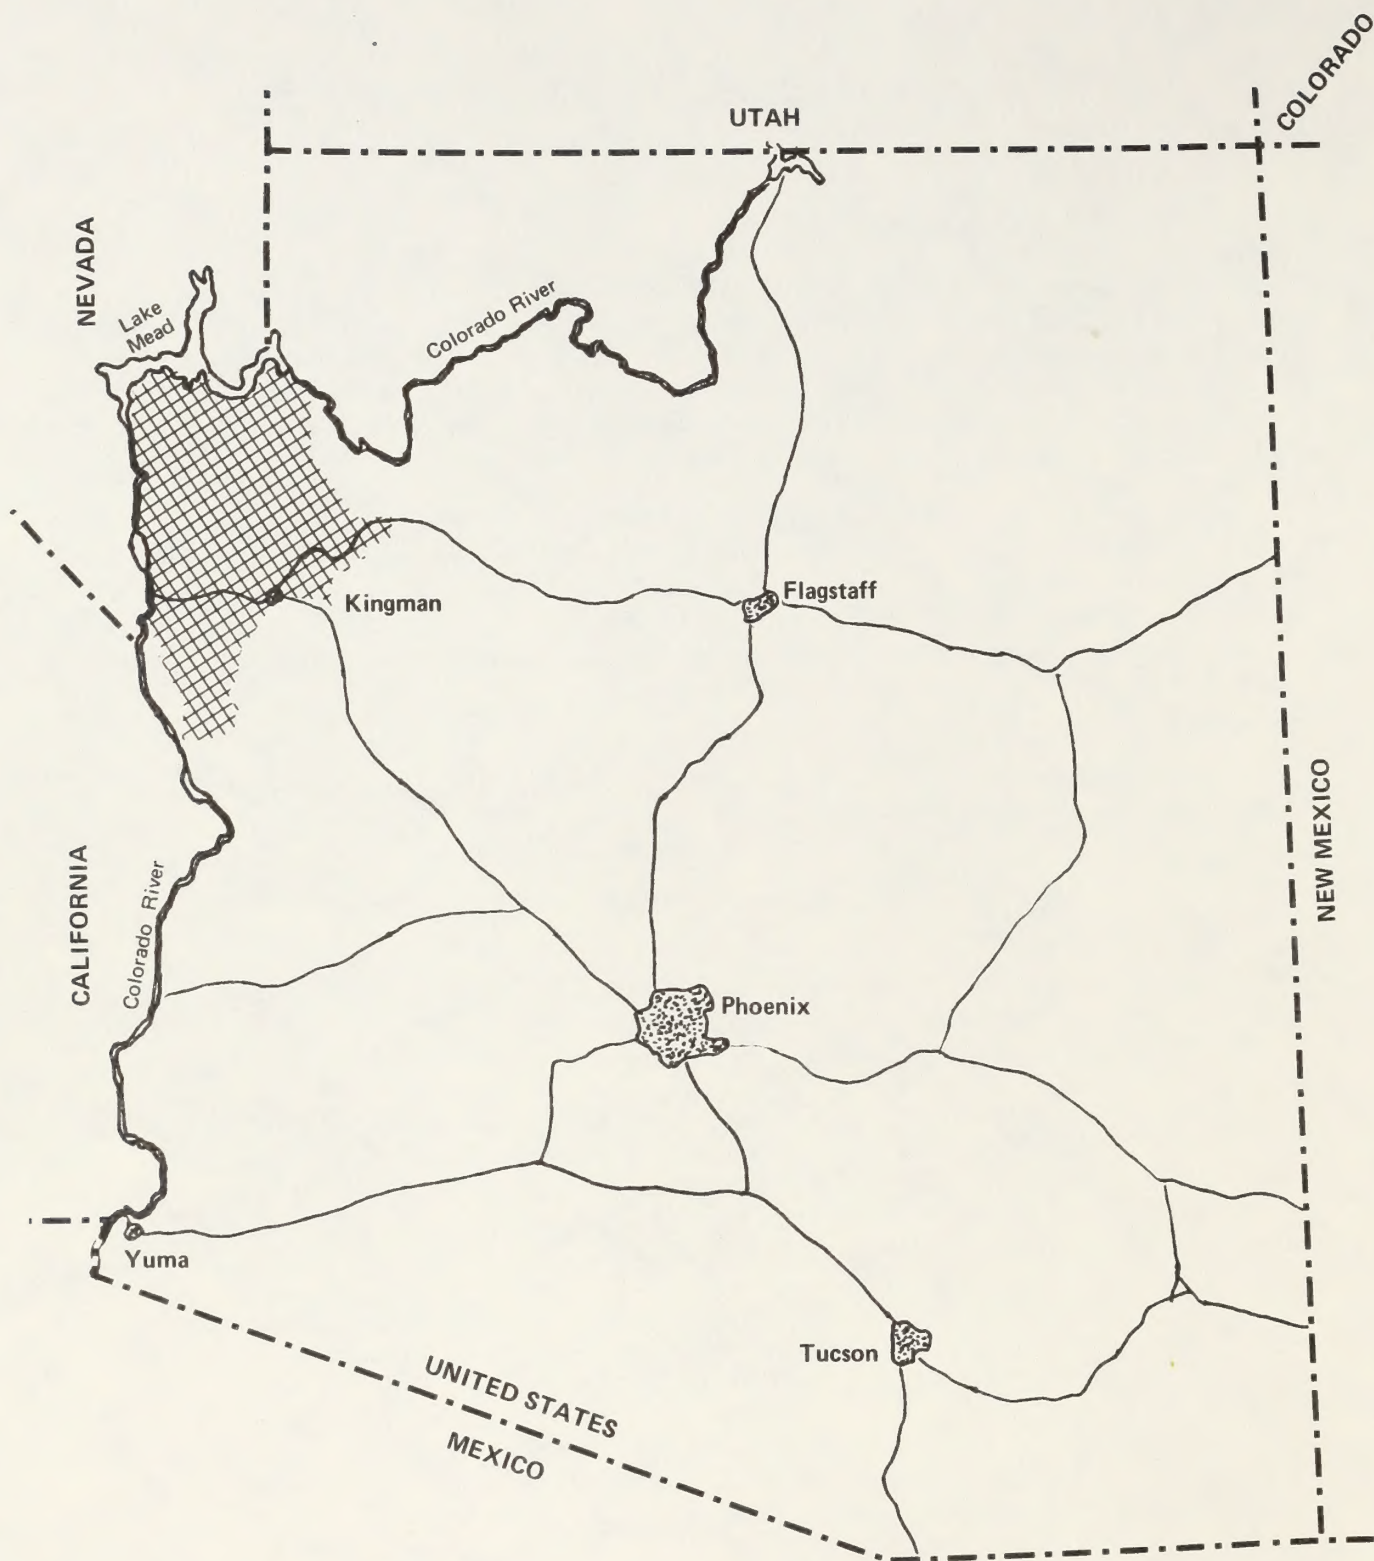 COLORADO
UTAH
NEVADA
Lake
Mead
Colorado River
Kingman
Flagstaff
NEW MEXICO
CALIFORNIA
Colorado River
Phoenix
Yuma
Tucson
UNITED STATES
MEXICO